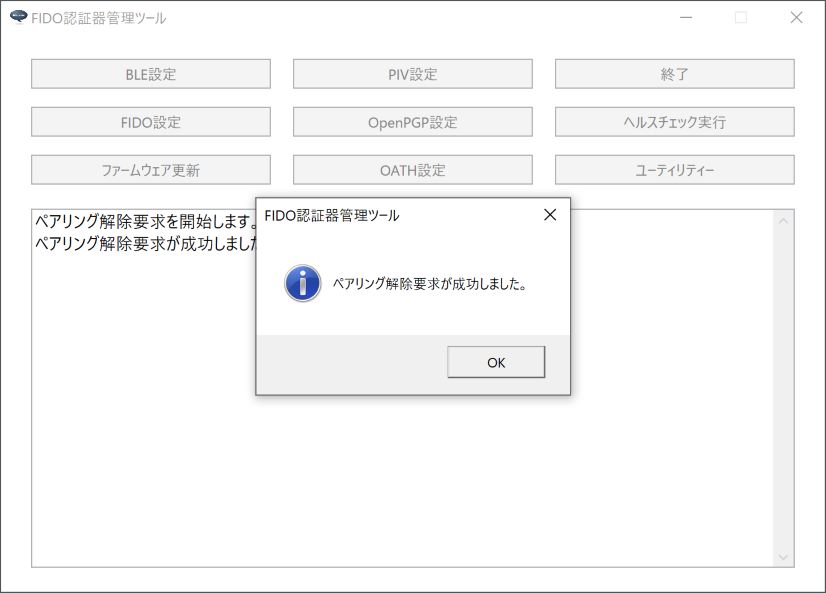 FIDO認証器管理ツール
BLE設定
PIV設定
終了
FIDO設定
OpenPGP設定
ヘルスチェック実行
ファームウェア更新
OATH設定
ユーティリティー
ペアリング解除要求を開始します。
ペアリング解除要求が成功しました
FIDO認証器管理ツール
ペアリング解除要求が成功しました。
OK